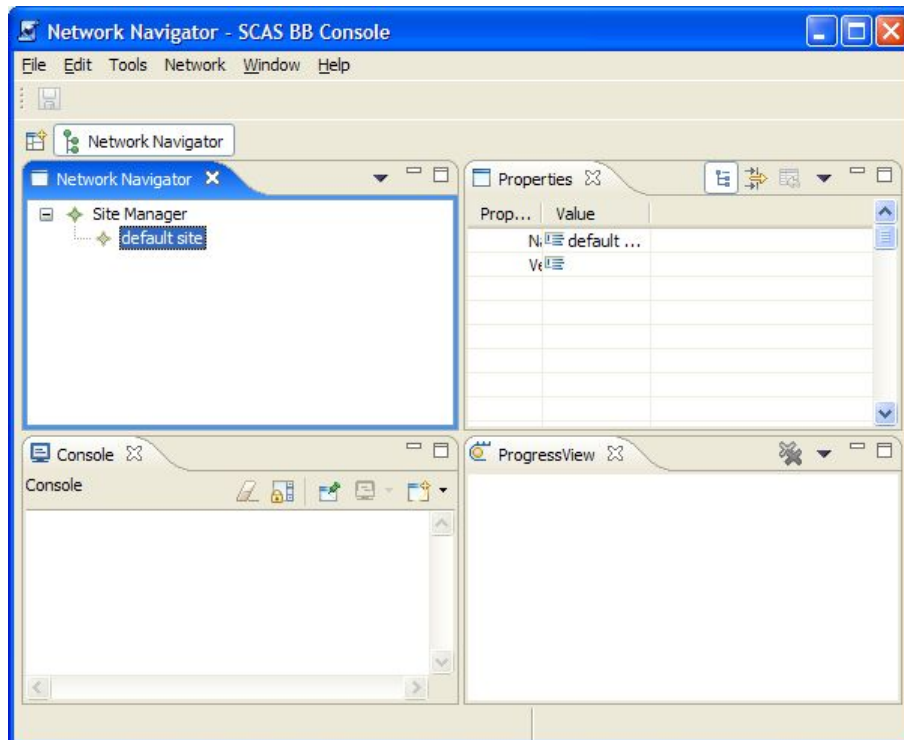 Network Navigator - SCAS BB Console
File Edit Tools Network Window Help
Network Navigator
Network Navigator
Site Manager
default site
Properties
Prop... Value
default ...
Console
Console
ProgressView